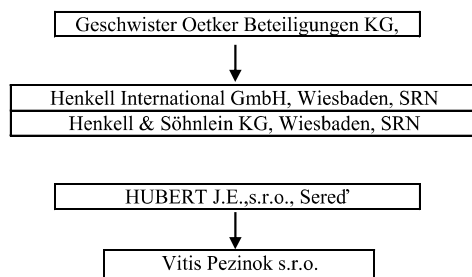 Geschwister Oetker Beteiligungen KG,
Henkell International GmbH, Wiesbaden, SRN
Henkell & Söhnlein KG, Wiesbaden, SRN
HUBERT J.E.,s.r.o., Sereď
Vitis Pezinok s.r.o.